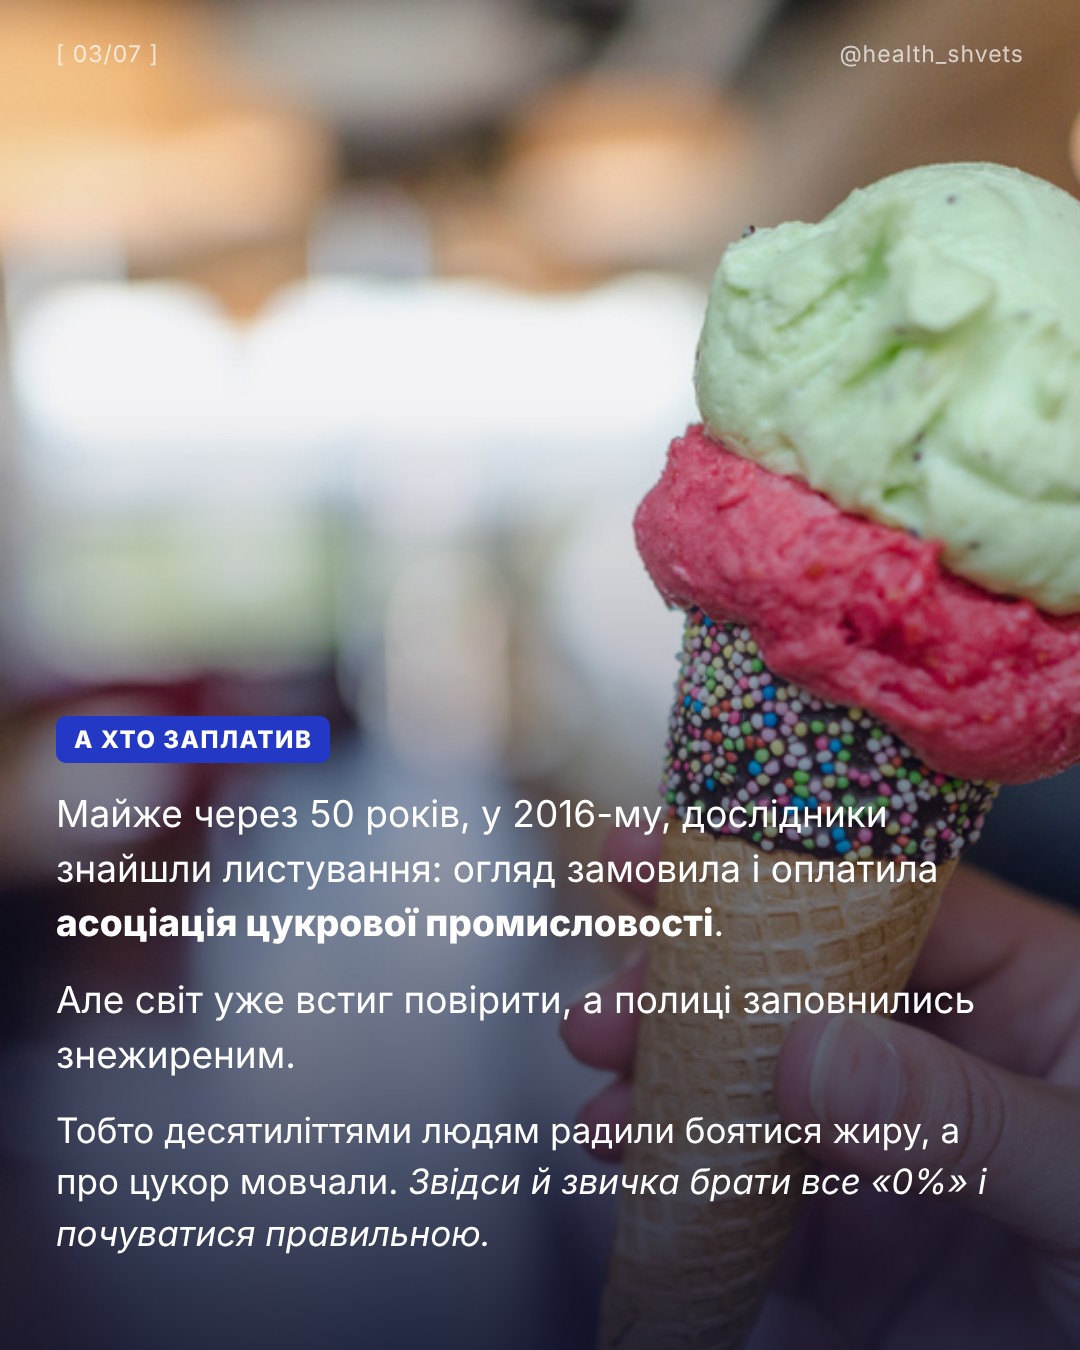 [ 03/07 ]
@health_shvets
А ХТО ЗАПЛАТИВ
Майже через 50 років, у 2016-му, дослідники
знайшли листування: огляд замовила і оплатила
асоціація цукрової промисловості.
Але світ уже встиг повірити, а полиці заповнились
знежиреним.
Тобто десятиліттями людям радили боятися жиру, а
про цукор мовчали. Звідси й звичка брати все «0%» і
почуватися правильною.